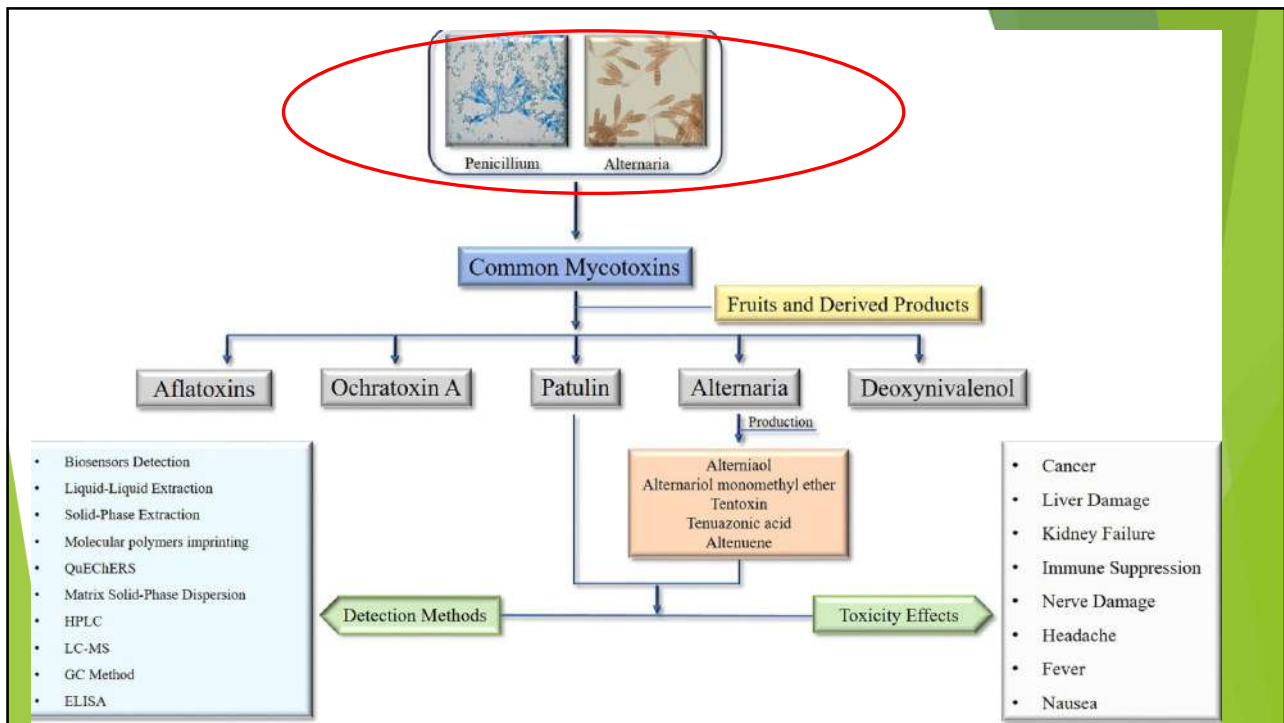 Penicillium
Alternaria
Common Mycotoxins
Fruits and Derived Products
Aflatoxins
Ochratoxin A
Patulin
Alternaria
Deoxynivalenol
Production
Alterniaol
Alternariol monomethyl ether
Tentoxin
Tenuazonic acid
Altenuene
• Biosensors Detection
• Liquid-Liquid Extraction
• Solid-Phase Extraction
• Molecular polymers imprinting
• QuEChERS
• Matrix Solid-Phase Dispersion
• HPLC
• LC-MS
• GC Method
• ELISA
Detection Methods
Toxicity Effects
• Cancer
• Liver Damage
• Kidney Failure
• Immune Suppression
• Nerve Damage
• Headache
• Fever
• Nausea